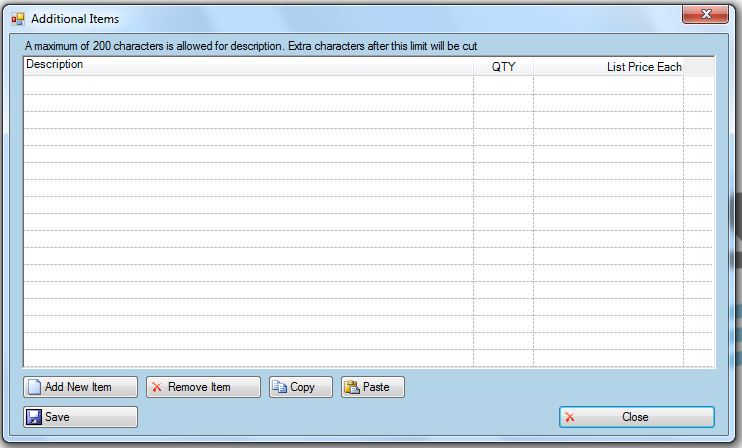 Additional Items
A maximum of 200 characters is allowed for description. Extra characters after this limit will be cut
Description QTY List Price Each
Add New Item Remove Item Copy Paste
Save Close